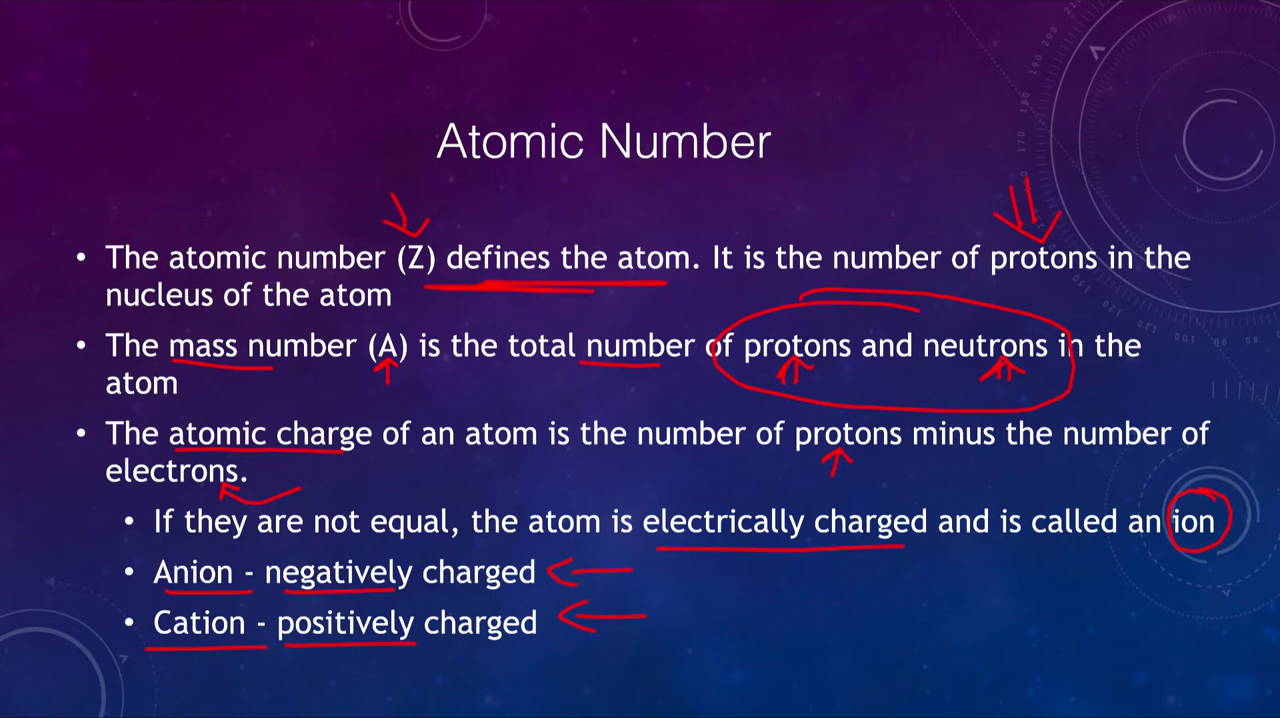 Atomic Number
• The atomic number (Z) defines the atom. It is the number of protons in the
nucleus of the atom
• The mass number (A) is the total number of protons and neutrons in the
atom
• The atomic charge of an atom is the number of protons minus the number of
electrons.
• If they are not equal, the atom is electrically charged and is called an ion
• Anion - negatively charged
• Cation - positively charged